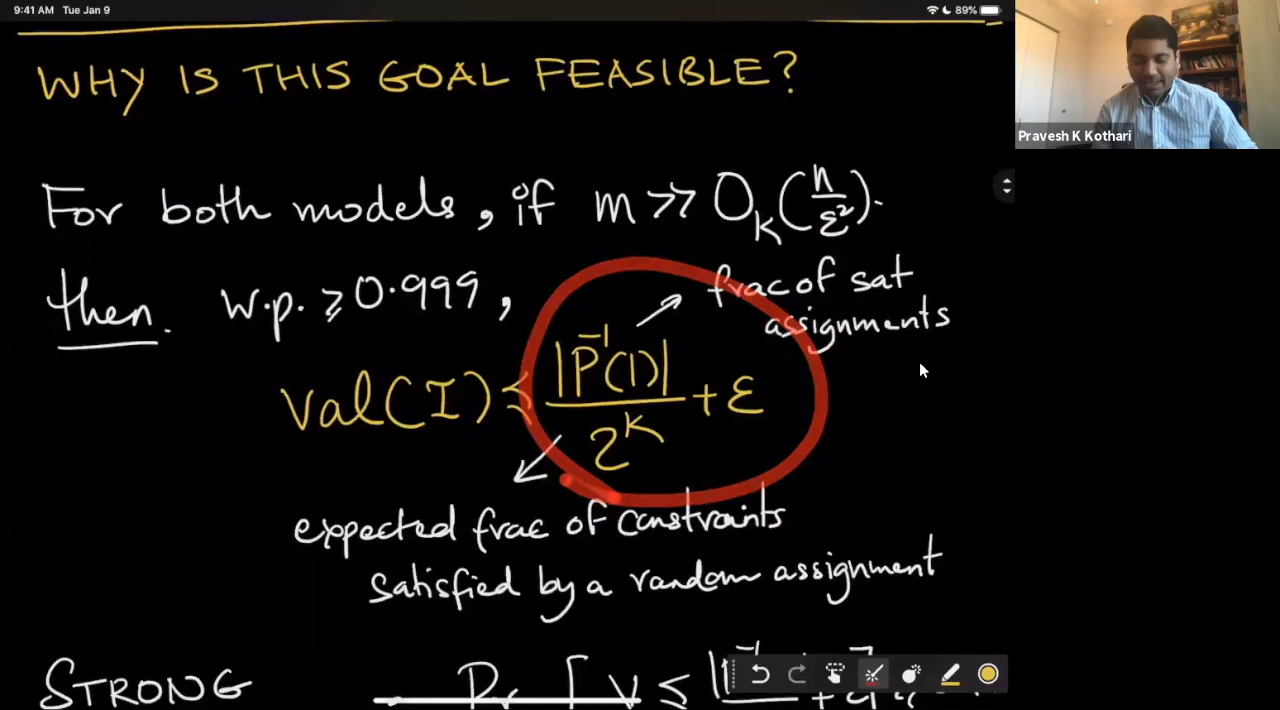 9:41 AM Tue Jan 9
89%
WHY IS THIS GOAL FEASIBLE?
For both models, if m >> O_k(n/ε²).
then. w.p. ⩾ 0.999,
frac of sat
assignments
Val(I) ⩽ |P⁻¹(1)|/2^k + ε
expected frac of constraints
satisfied by a random assignment
STRONG
Pravesh K Kothari